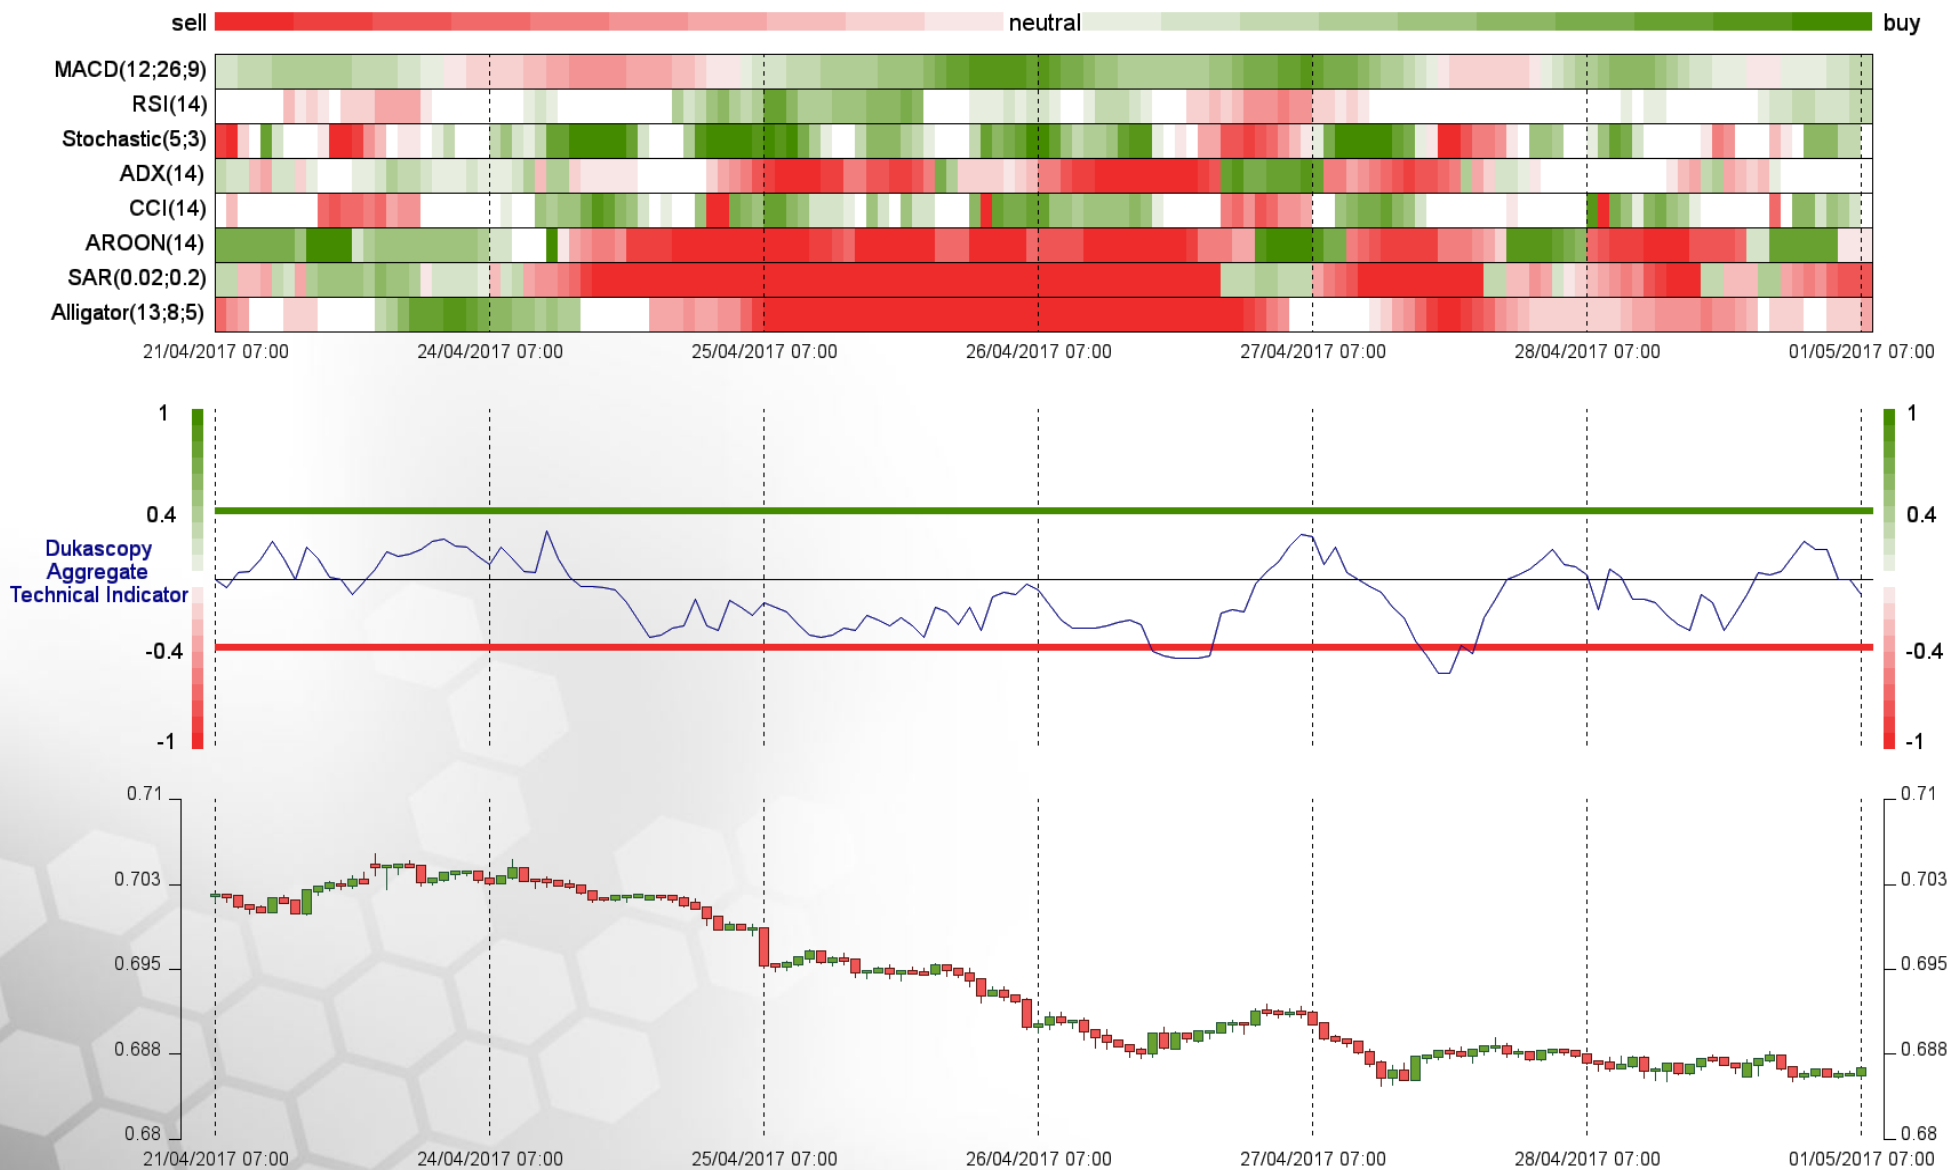 sell neutral buy
MACD(12;26;9)
RSI(14)
Stochastic(5;3)
ADX(14)
CCI(14)
AROON(14)
SAR(0.02;0.2)
Alligator(13;8;5)
21/04/2017 07:00 24/04/2017 07:00 25/04/2017 07:00 26/04/2017 07:00 27/04/2017 07:00 28/04/2017 07:00 01/05/2017 07:00
1 1
0.4 0.4
Dukascopy
Aggregate
Technical Indicator
-0.4 -0.4
-1 -1
0.71 0.71
0.703 0.703
0.695 0.695
0.688 0.688
0.68 0.68
21/04/2017 07:00 24/04/2017 07:00 25/04/2017 07:00 26/04/2017 07:00 27/04/2017 07:00 28/04/2017 07:00 01/05/2017 07:00